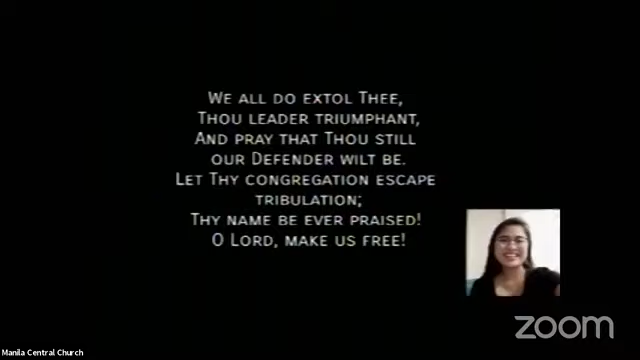 We all do extol Thee,
Thou leader triumphant,
And pray that Thou still
our Defender wilt be.
Let Thy congregation escape
tribulation;
Thy name be ever praised!
O Lord, make us free!
zoom
Manila Central Church